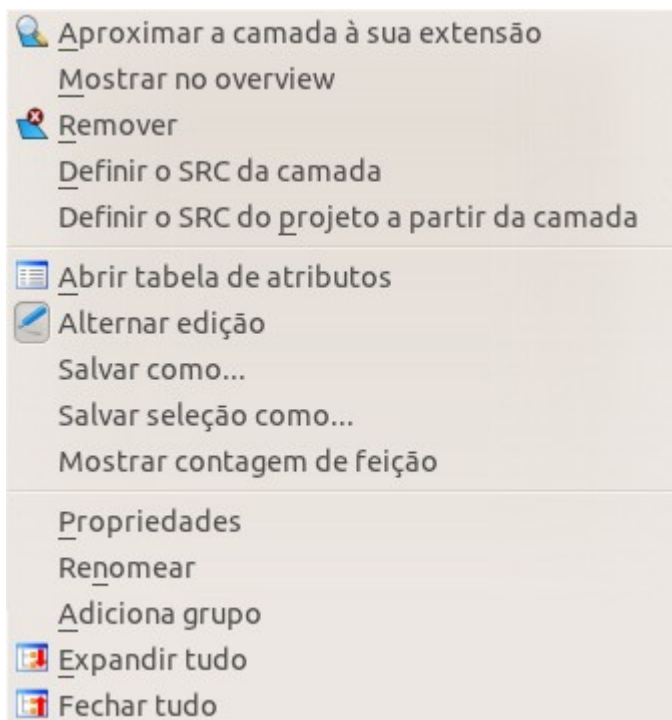 Aproximar a camada à sua extensão
Mostrar no overview
Remover
Definir o SRC da camada
Definir o SRC do projeto a partir da camada
Abrir tabela de atributos
Alternar edição
Salvar como...
Salvar seleção como...
Mostrar contagem de feição
Propriedades
Renomear
Adiciona grupo
Expandir tudo
Fechar tudo